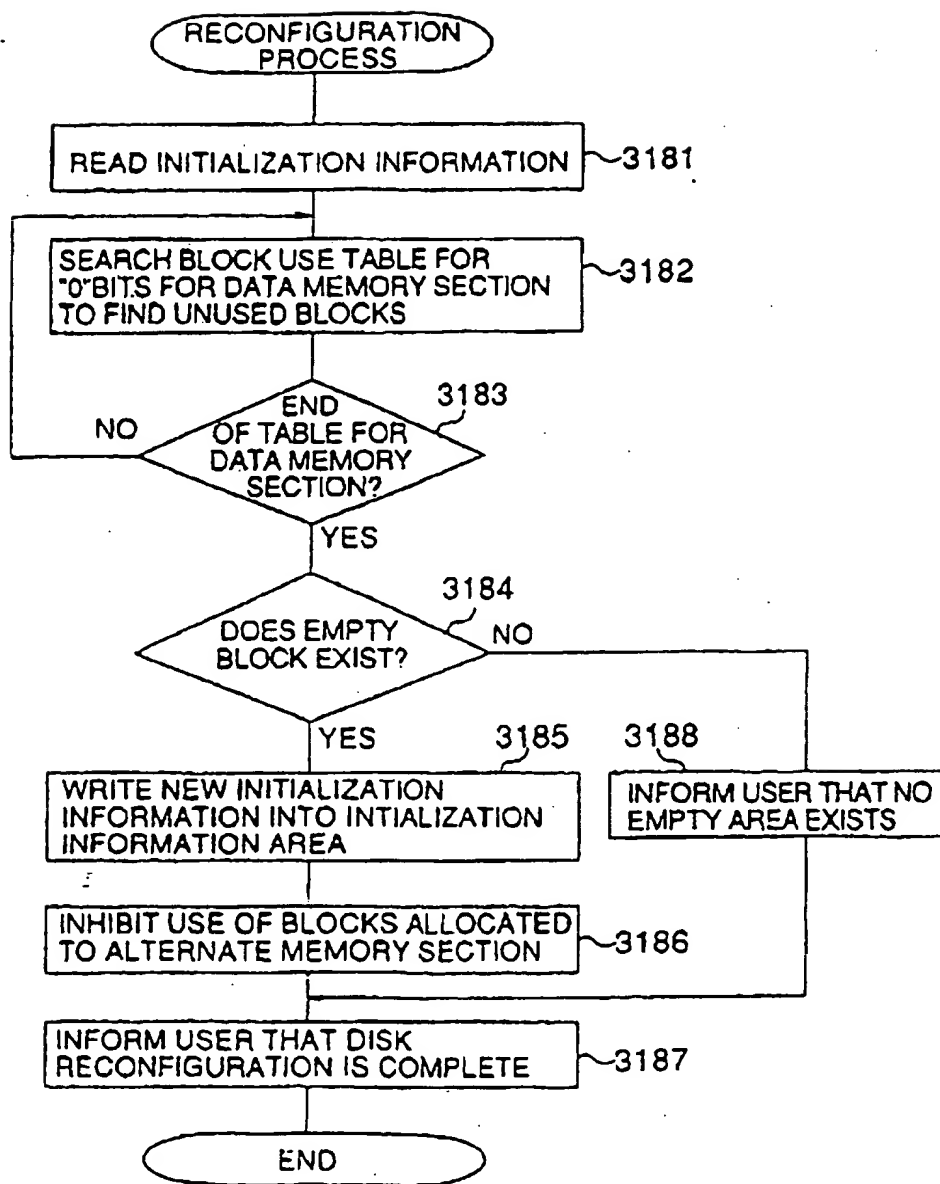 RECONFIGURATION
PROCESS
READ INITIALIZATION INFORMATION
3181
SEARCH BLOCK USE TABLE FOR
"0"BITS FOR DATA MEMORY SECTION
TO FIND UNUSED BLOCKS
3182
END
OF TABLE FOR
DATA MEMORY
SECTION?
3183
NO
YES
DOES EMPTY
BLOCK EXIST?
3184
NO
YES
WRITE NEW INITIALIZATION
INFORMATION INTO INTIALIZATION
INFORMATION AREA
3185
3188
INFORM USER THAT NO
EMPTY AREA EXISTS
INHIBIT USE OF BLOCKS ALLOCATED
TO ALTERNATE MEMORY SECTION
3186
INFORM USER THAT DISK
RECONFIGURATION IS COMPLETE
3187
END